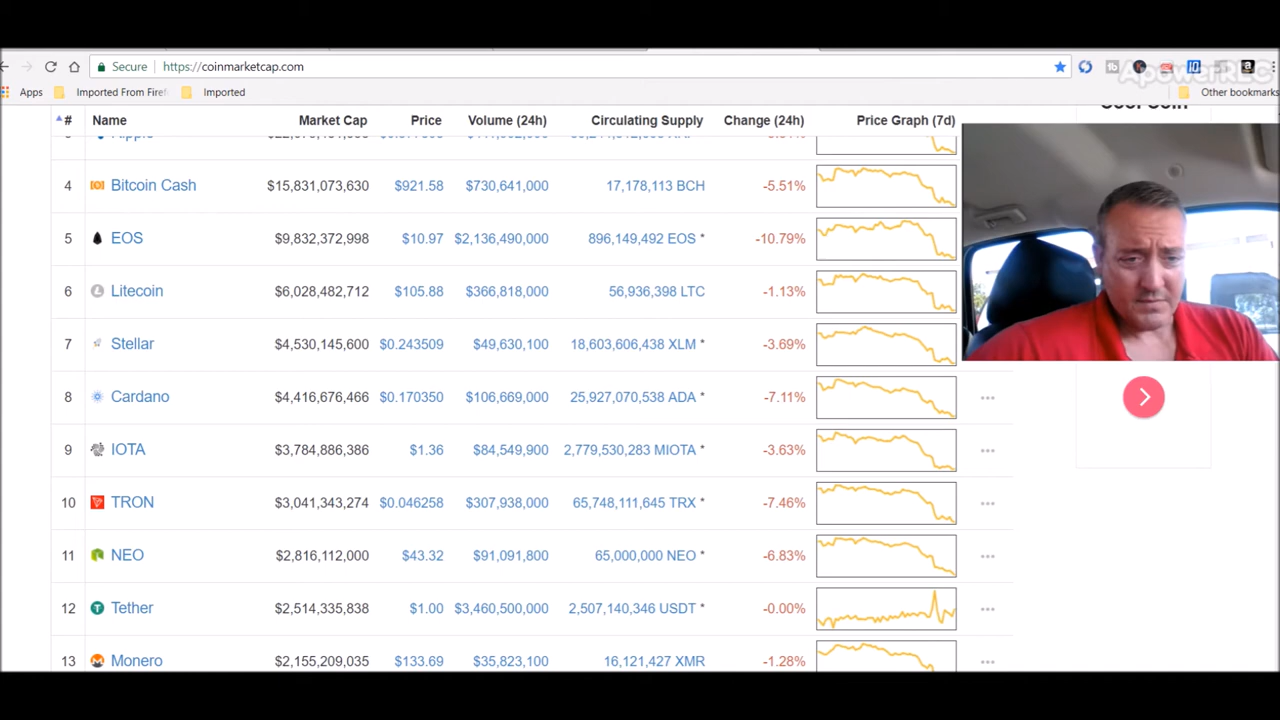 Secure https://coinmarketcap.com
ApowerREC
Apps Imported From Firef Imported Other bookmarks
# Name Market Cap Price Volume (24h) Circulating Supply Change (24h) Price Graph (7d)
4 Bitcoin Cash $15,831,073,630 $921.58 $730,641,000 17,178,113 BCH -5.51%
5 EOS $9,832,372,998 $10.97 $2,136,490,000 896,149,492 EOS * -10.79%
6 Litecoin $6,028,482,712 $105.88 $366,818,000 56,936,398 LTC -1.13%
7 Stellar $4,530,145,600 $0.243509 $49,630,100 18,603,606,438 XLM * -3.69%
8 Cardano $4,416,676,466 $0.170350 $106,669,000 25,927,070,538 ADA * -7.11%
9 IOTA $3,784,886,386 $1.36 $84,549,900 2,779,530,283 MIOTA * -3.63%
10 TRON $3,041,343,274 $0.046258 $307,938,000 65,748,111,645 TRX * -7.46%
11 NEO $2,816,112,000 $43.32 $91,091,800 65,000,000 NEO * -6.83%
12 Tether $2,514,335,838 $1.00 $3,460,500,000 2,507,140,346 USDT * -0.00%
13 Monero $2,155,209,035 $133.69 $35,823,100 16,121,427 XMR -1.28%